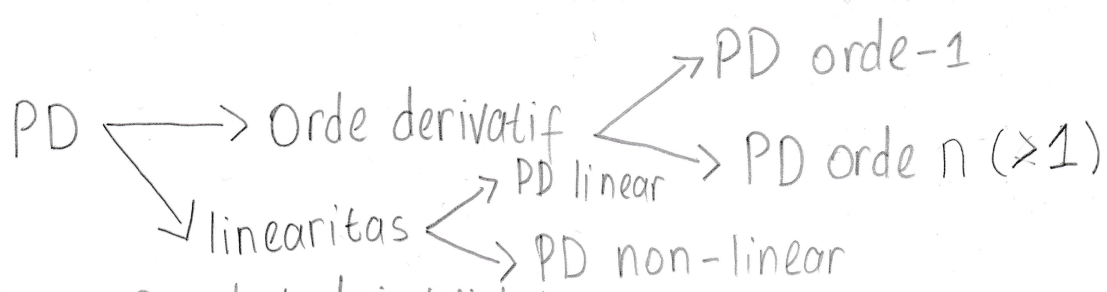 PD orde-1
PD → Orde derivatif
PD orde n (>1)
PD linear
linearitas
PD non-linear